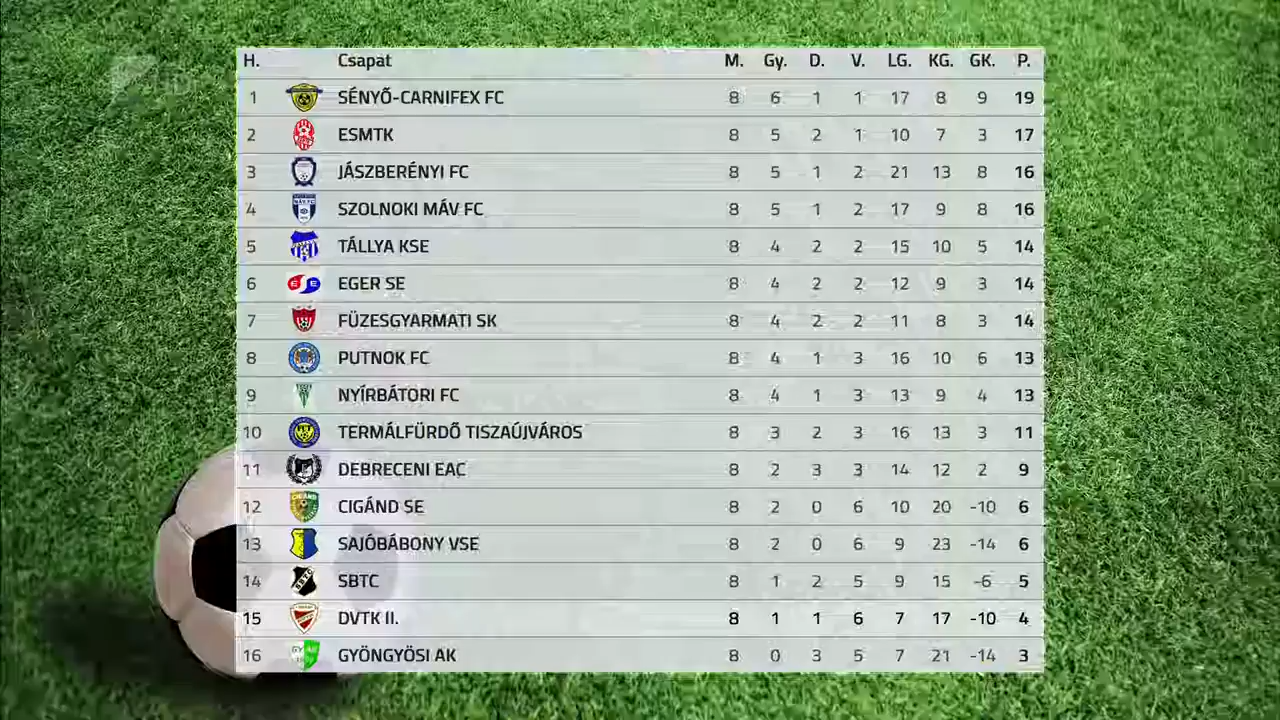 H. Csapat M. Gy. D. V. LG. KG. GK. P.
1 SÉNYŐ-CARNIFEX FC 8 6 1 1 17 8 9 19
2 ESMTK 8 5 2 1 10 7 3 17
3 JÁSZBERÉNYI FC 8 5 1 2 21 13 8 16
4 SZOLNOKI MÁV FC 8 5 1 2 17 9 8 16
5 TÁLLYA KSE 8 4 2 2 15 10 5 14
6 EGER SE 8 4 2 2 12 9 3 14
7 FÜZESGYARMATI SK 8 4 2 2 11 8 3 14
8 PUTNOK FC 8 4 1 3 16 10 6 13
9 NYÍRBÁTORI FC 8 4 1 3 13 9 4 13
10 TERMÁLFÜRDŐ TISZAÚJVÁROS 8 3 2 3 16 13 3 11
11 DEBRECENI EAC 8 2 3 3 14 12 2 9
12 CIGÁND SE 8 2 0 6 10 20 -10 6
13 SAJÓBÁBONY VSE 8 2 0 6 9 23 -14 6
14 SBTC 8 1 2 5 9 15 -6 5
15 DVTK II. 8 1 1 6 7 17 -10 4
16 GYÖNGYÖSI AK 8 0 3 5 7 21 -14 3